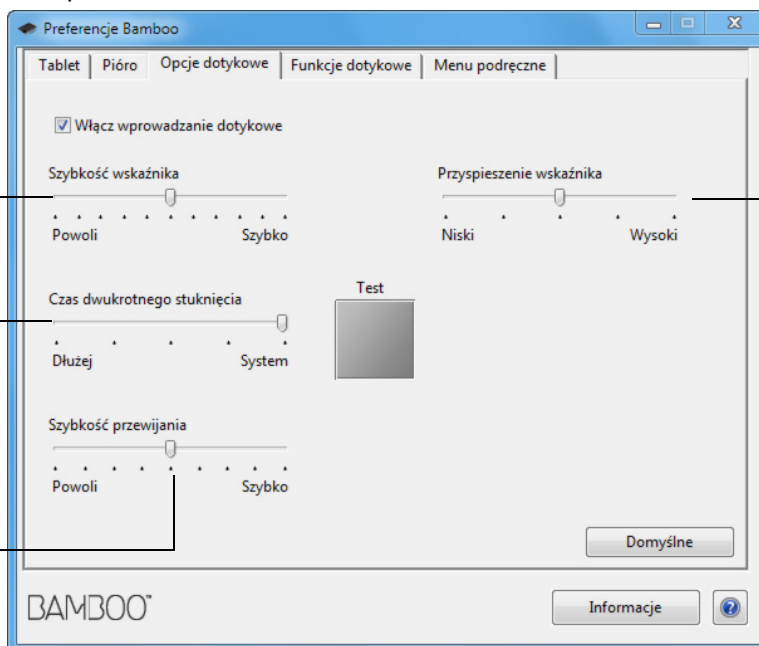 Preferencje Bamboo
Tablet Pióro Opcje dotykowe Funkcje dotykowe Menu podręczne
Włącz wprowadzanie dotykowe
Szybkość wskaźnika
Powoli Szybko
Przyspieszenie wskaźnika
Niski Wysoki
Czas dwukrotnego stuknięcia
Dłużej System
Test
Szybkość przewijania
Powoli Szybko
Domyślne
BAMBOO™
Informacje ?